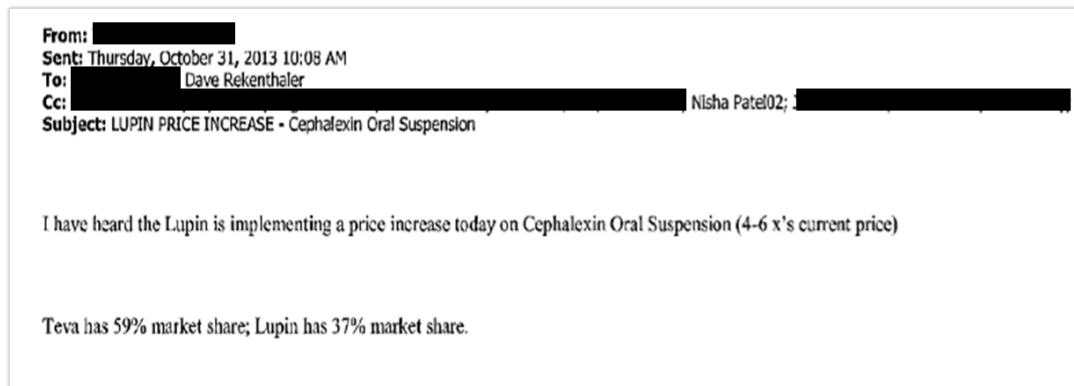 From:
Sent: Thursday, October 31, 2013 10:08 AM
To: Dave Rekenthaler
Cc: Nisha Patel02;
Subject: LUPIN PRICE INCREASE - Cephalexin Oral Suspension
I have heard the Lupin is implementing a price increase today on Cephalexin Oral Suspension (4-6 x's current price)
Teva has 59% market share; Lupin has 37% market share.